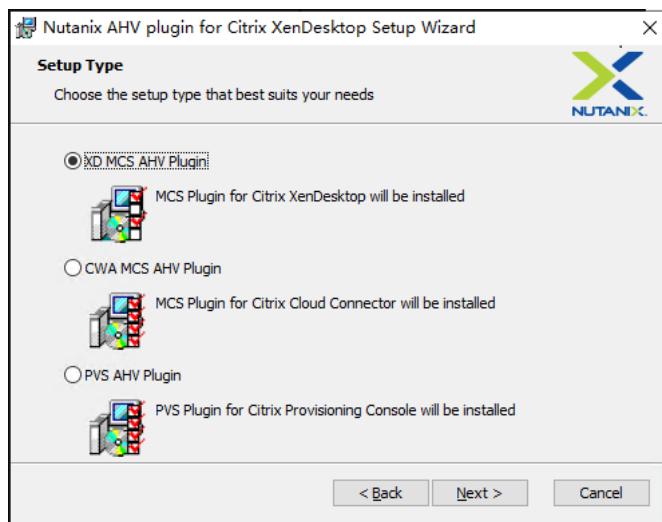 Nutanix AHV plugin for Citrix XenDesktop Setup Wizard
Setup Type
Choose the setup type that best suits your needs
NUTANIX.
XD MCS AHV Plugin
MCS Plugin for Citrix XenDesktop will be installed
CWA MCS AHV Plugin
MCS Plugin for Citrix Cloud Connector will be installed
PVS AHV Plugin
PVS Plugin for Citrix Provisioning Console will be installed
< Back Next > Cancel